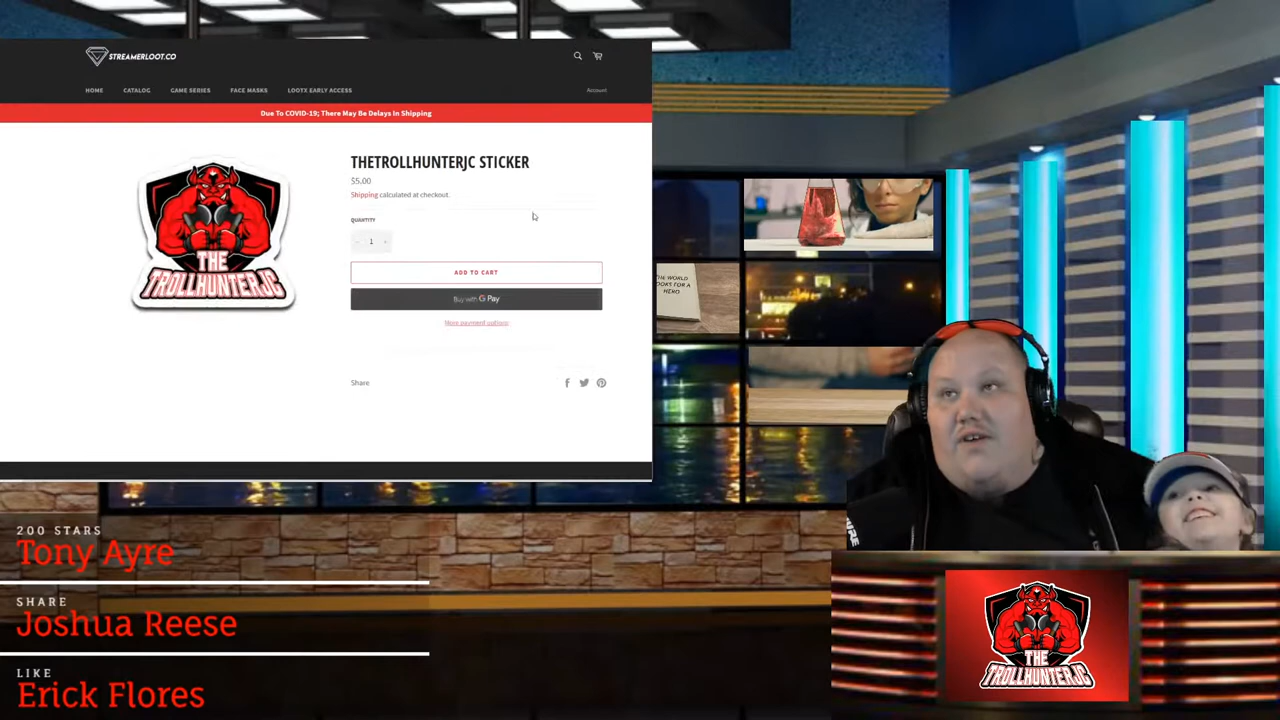 STREAMERLOOT.CO
HOME CATALOG GAME SERIES FACE MASKS LOOTX EARLY ACCESS Account
Due To COVID-19; There May Be Delays In Shipping
THETROLLHUNTERJC STICKER
$5.00
Shipping calculated at checkout.
QUANTITY
- 1 +
ADD TO CART
Buy with G Pay
More payment options
Share
THE
TROLLHUNTERJC
THE WORLD
LOOKS FOR A
HERO
200 STARS
Tony Ayre
SHARE
Joshua Reese
LIKE
Erick Flores
THE
TROLLHUNTERJC